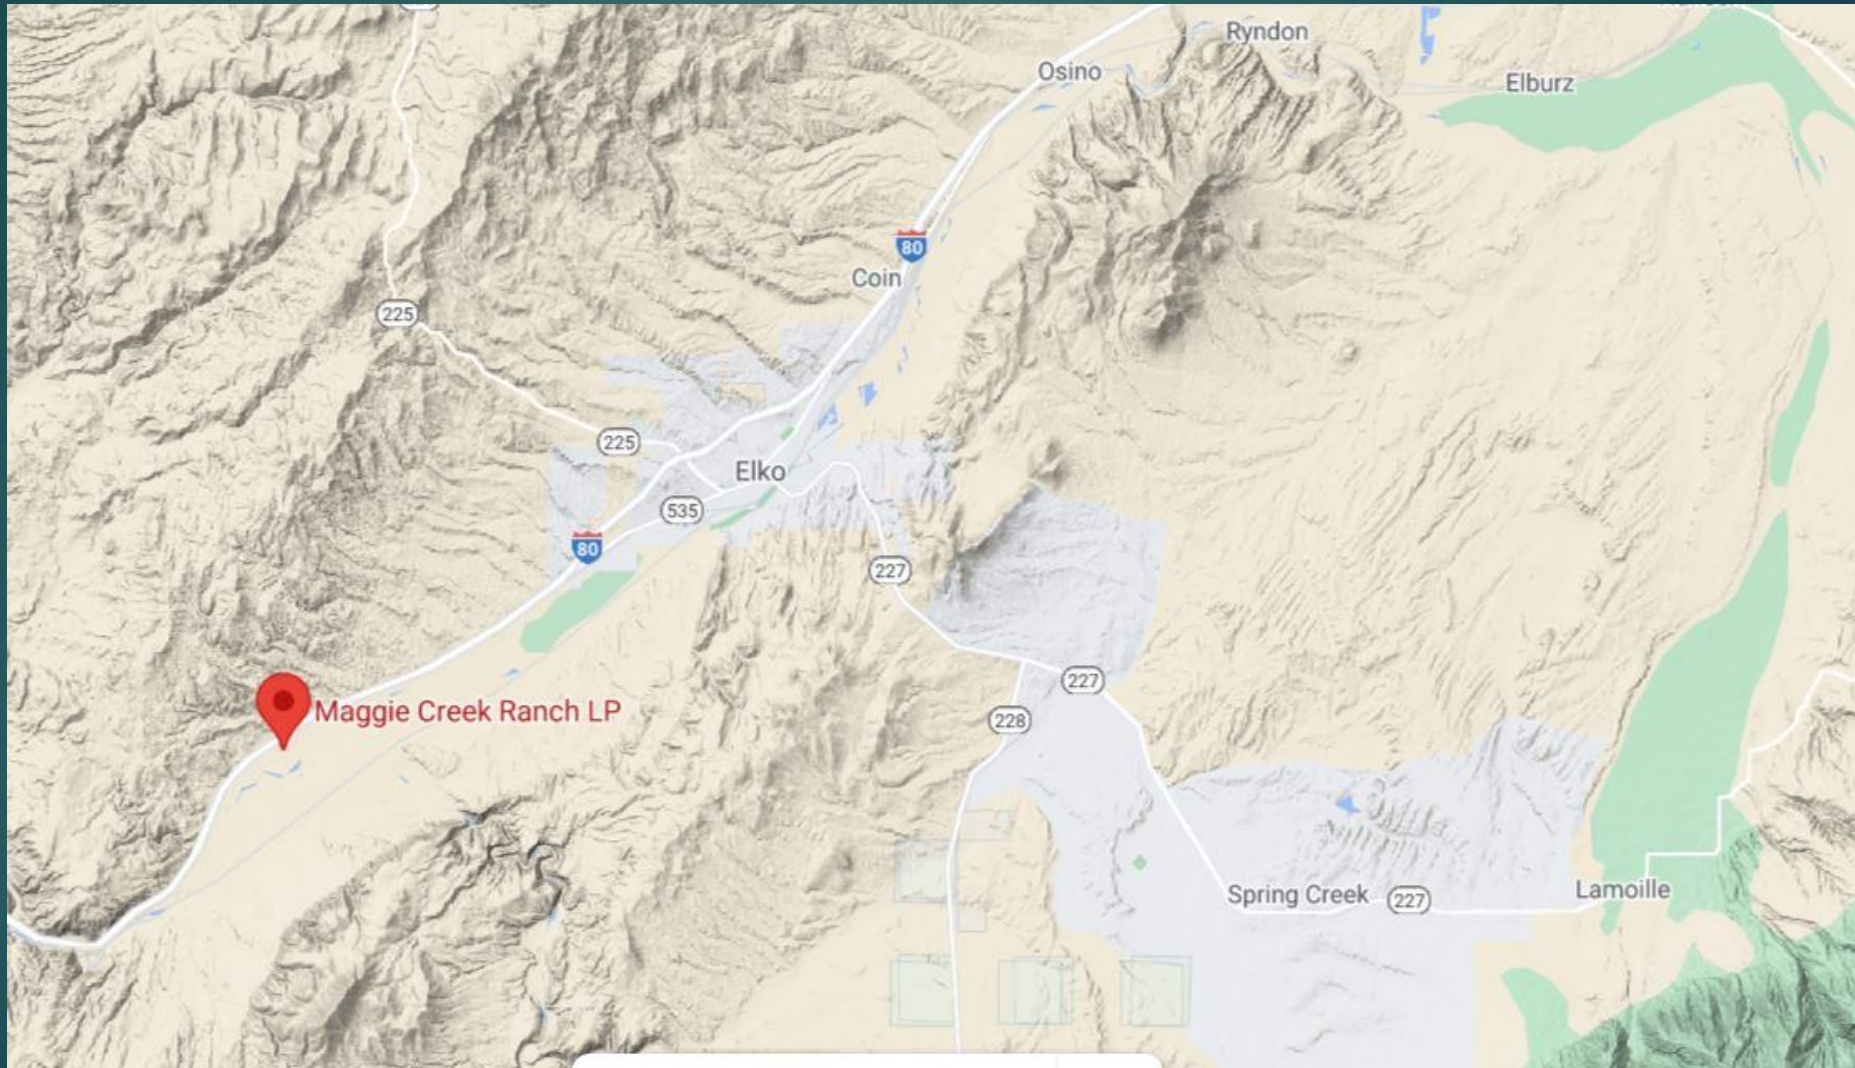 Ryndon
Osino
Elburz
80
Coin
225
225
Elko
535
80
227
227
Maggie Creek Ranch LP
228
Spring Creek
227
Lamoille